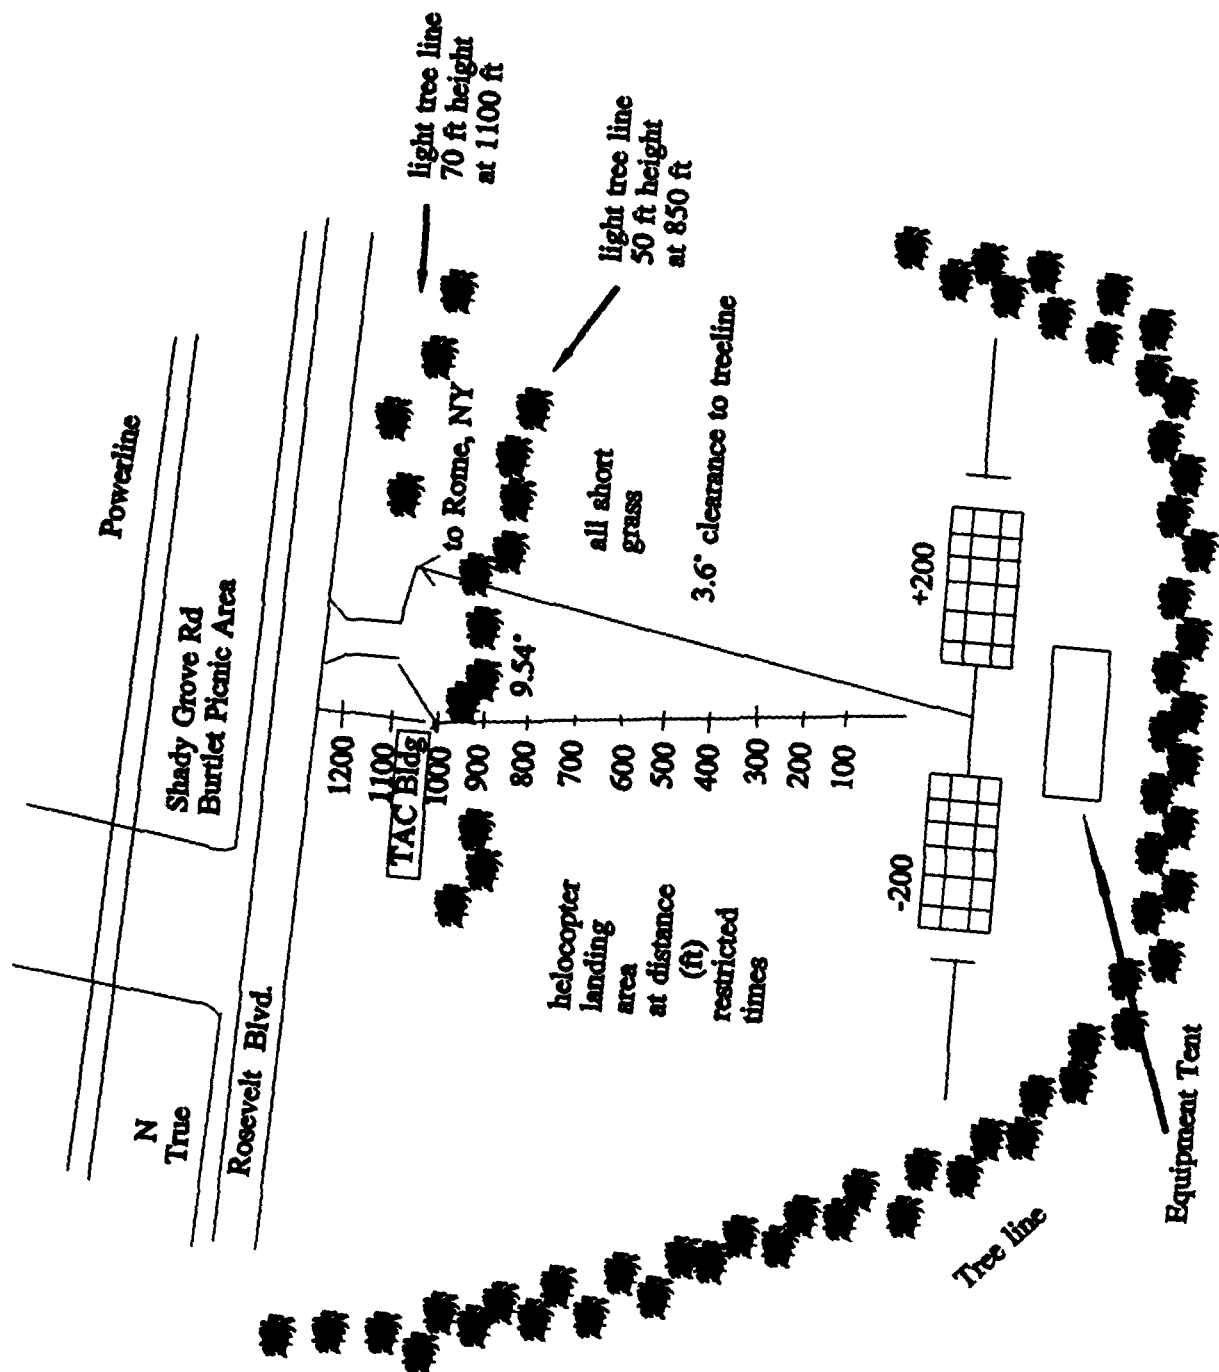 Powerline
Shady Grove Rd
Burtlet Picnic Area
N
True
Rosevelt Blvd.
light tree line
70 ft height
at 1100 ft
light tree line
50 ft height
at 850 ft
to Rome, NY
TAC Bldg
1200
1100
1000
900
800
700
600
500
400
300
200
100
9.54°
all short
grass
3.6° clearance to treeline
helocopter
landing
area
at distance
(ft)
restricted
times
-200
+200
Tree line
Equipment Tent